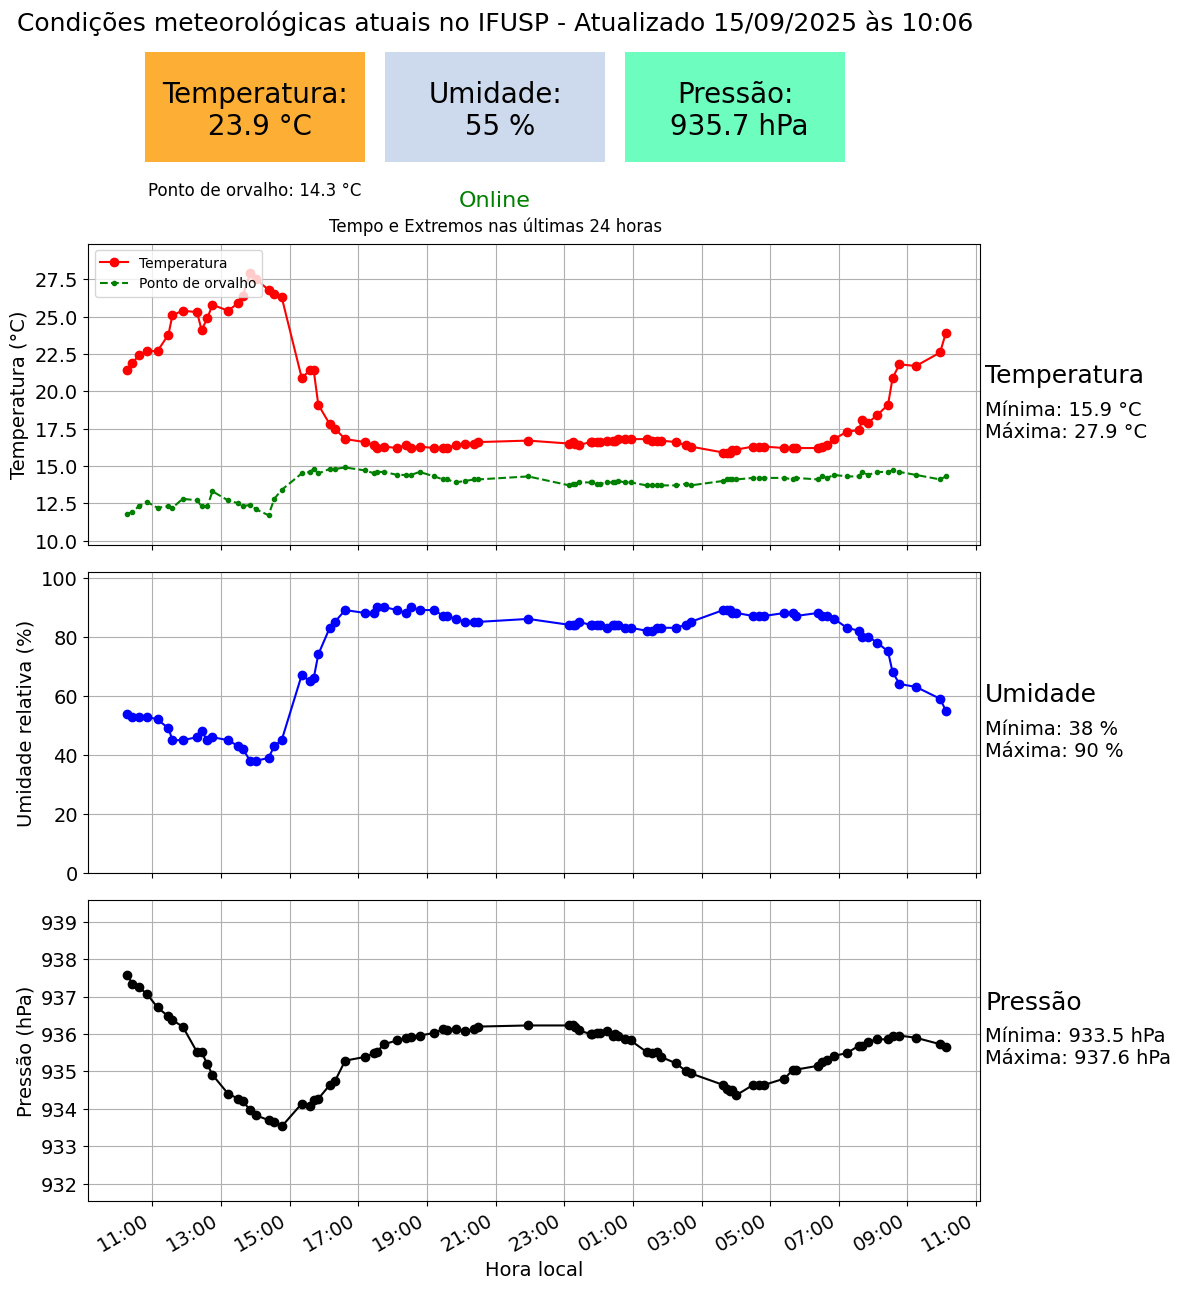 Condições meteorológicas atuais no IFUSP - Atualizado 15/09/2025 às 10:06
Temperatura:
23.9 °C
Umidade:
55 %
Pressão:
935.7 hPa
Ponto de orvalho: 14.3 °C
Online
Tempo e Extremos nas últimas 24 horas
Temperatura
Ponto de orvalho
Temperatura (°C)
27.5
25.0
22.5
20.0
17.5
15.0
12.5
10.0
Temperatura
Mínima: 15.9 °C
Máxima: 27.9 °C
Umidade relativa (%)
100
80
60
40
20
0
Umidade
Mínima: 38 %
Máxima: 90 %
Pressão (hPa)
939
938
937
936
935
934
933
932
Pressão
Mínima: 933.5 hPa
Máxima: 937.6 hPa
11:00 13:00 15:00 17:00 19:00 21:00 23:00 01:00 03:00 05:00 07:00 09:00 11:00
Hora local